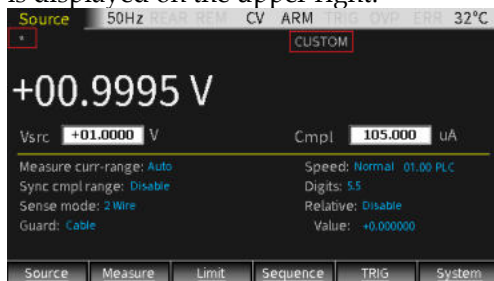 is displayed on the upper right.
Source 50Hz REAR REM CV ARM TRIG OVP ERR 32°C
* CUSTOM
+00.9995 V
Vsrc +01.0000 V Cmpl 105.000 uA
Measure curr-range: Auto Speed: Normal 01.00 PLC
Sync cmpl range: Disable Digits: 5.5
Sense mode: 2 Wire Relative: Disable
Guard: Cable Value: +0.000000
Source Measure Limit Sequence TRIG System